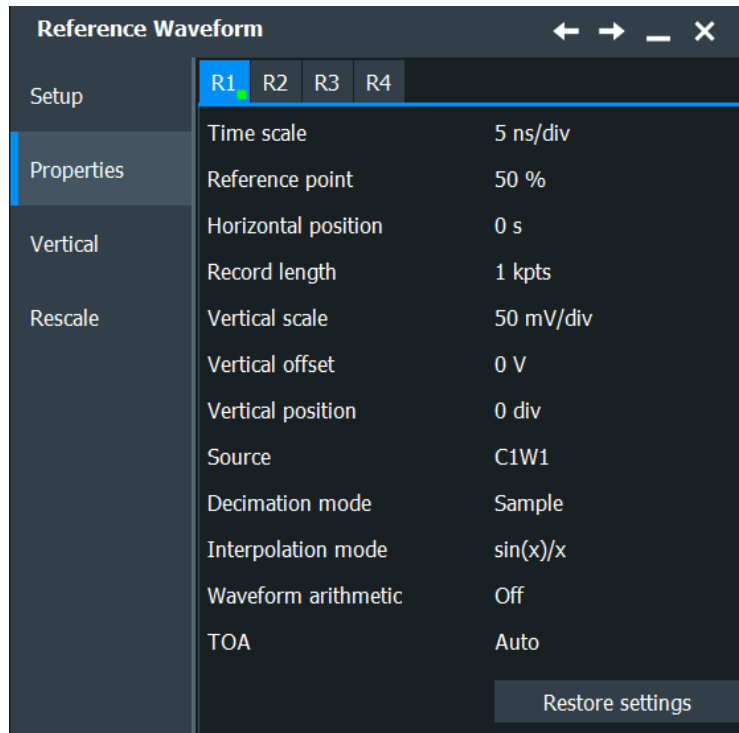 Reference Waveform
Setup
Properties
Vertical
Rescale
R1 R2 R3 R4
Time scale 5 ns/div
Reference point 50 %
Horizontal position 0 s
Record length 1 kpts
Vertical scale 50 mV/div
Vertical offset 0 V
Vertical position 0 div
Source C1W1
Decimation mode Sample
Interpolation mode sin(x)/x
Waveform arithmetic Off
TOA Auto
Restore settings